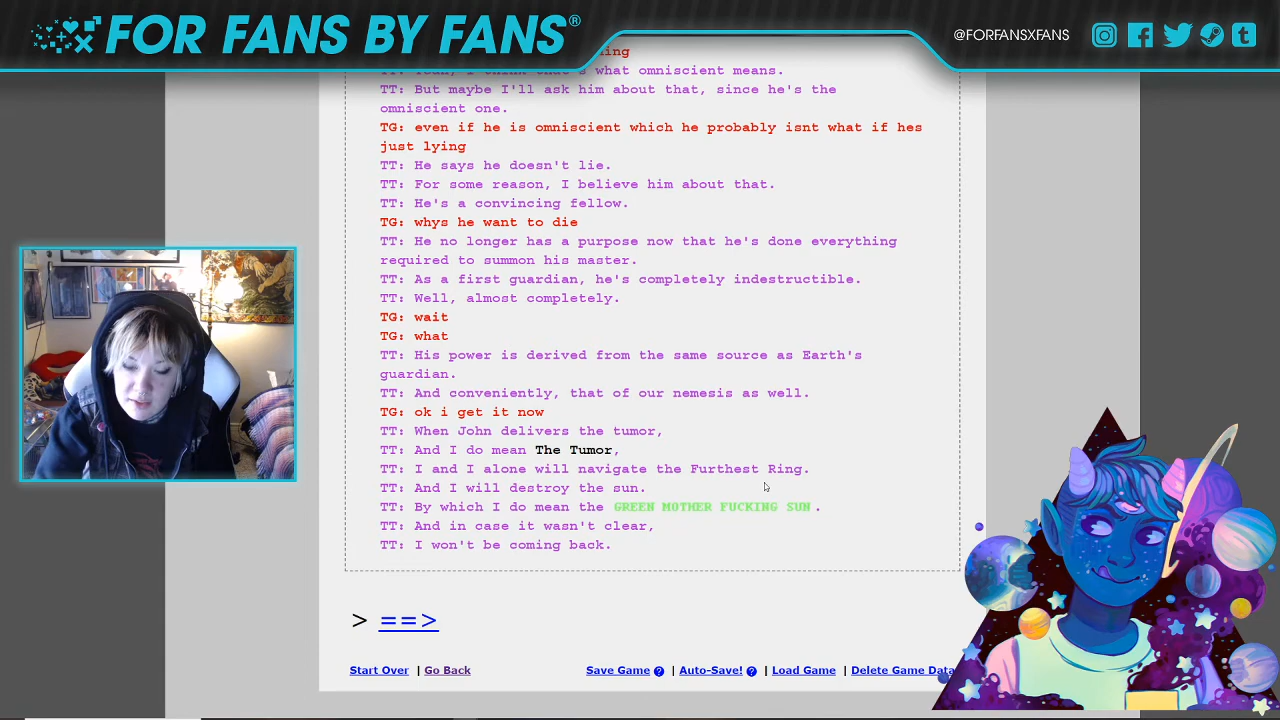 FOR FANS BY FANS®
@FORFANSXFANS
what omniscient means.
TT: But maybe I'll ask him about that, since he's the
omniscient one.
TG: even if he is omniscient which he probably isnt what if hes
just lying
TT: He says he doesn't lie.
TT: For some reason, I believe him about that.
TT: He's a convincing fellow.
TG: whys he want to die
TT: He no longer has a purpose now that he's done everything
required to summon his master.
TT: As a first guardian, he's completely indestructible.
TT: Well, almost completely.
TG: wait
TG: what
TT: His power is derived from the same source as Earth's
guardian.
TT: And conveniently, that of our nemesis as well.
TG: ok i get it now
TT: When John delivers the tumor,
TT: And I do mean The Tumor,
TT: I and I alone will navigate the Furthest Ring.
TT: And I will destroy the sun.
TT: By which I do mean the GREEN MOTHER FUCKING SUN.
TT: And in case it wasn't clear,
TT: I won't be coming back.
> ==>
Start Over | Go Back Save Game ? | Auto-Save! ? | Load Game | Delete Game Data